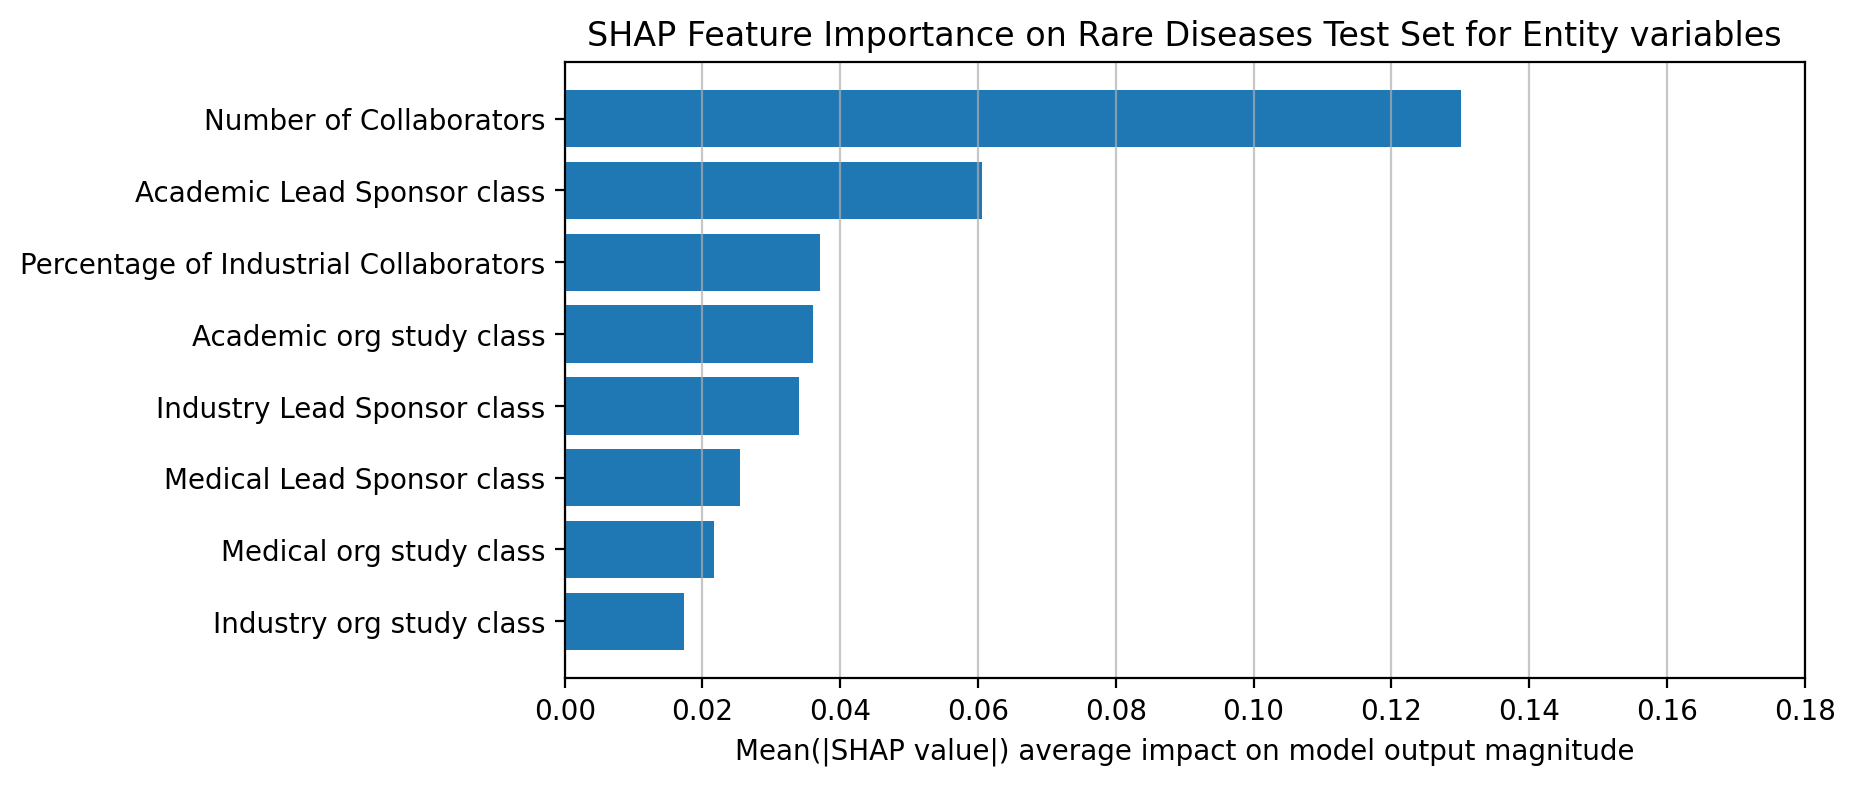 SHAP Feature Importance on Rare Diseases Test Set for Entity variables
Number of Collaborators
Academic Lead Sponsor class
Percentage of Industrial Collaborators
Academic org study class
Industry Lead Sponsor class
Medical Lead Sponsor class
Medical org study class
Industry org study class
0.00 0.02 0.04 0.06 0.08 0.10 0.12 0.14 0.16 0.18
Mean(|SHAP value|) average impact on model output magnitude